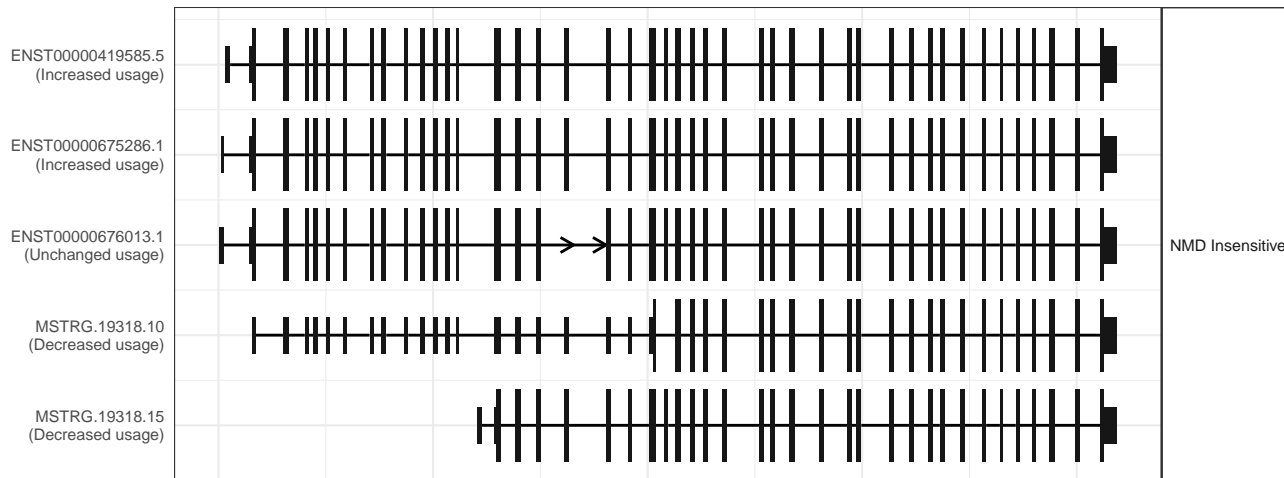 ENST00000419585.5
(Increased usage)
ENST00000675286.1
(Increased usage)
ENST00000676013.1
(Unchanged usage)
MSTRG.19318.10
(Decreased usage)
MSTRG.19318.15
(Decreased usage)
NMD Insensitive